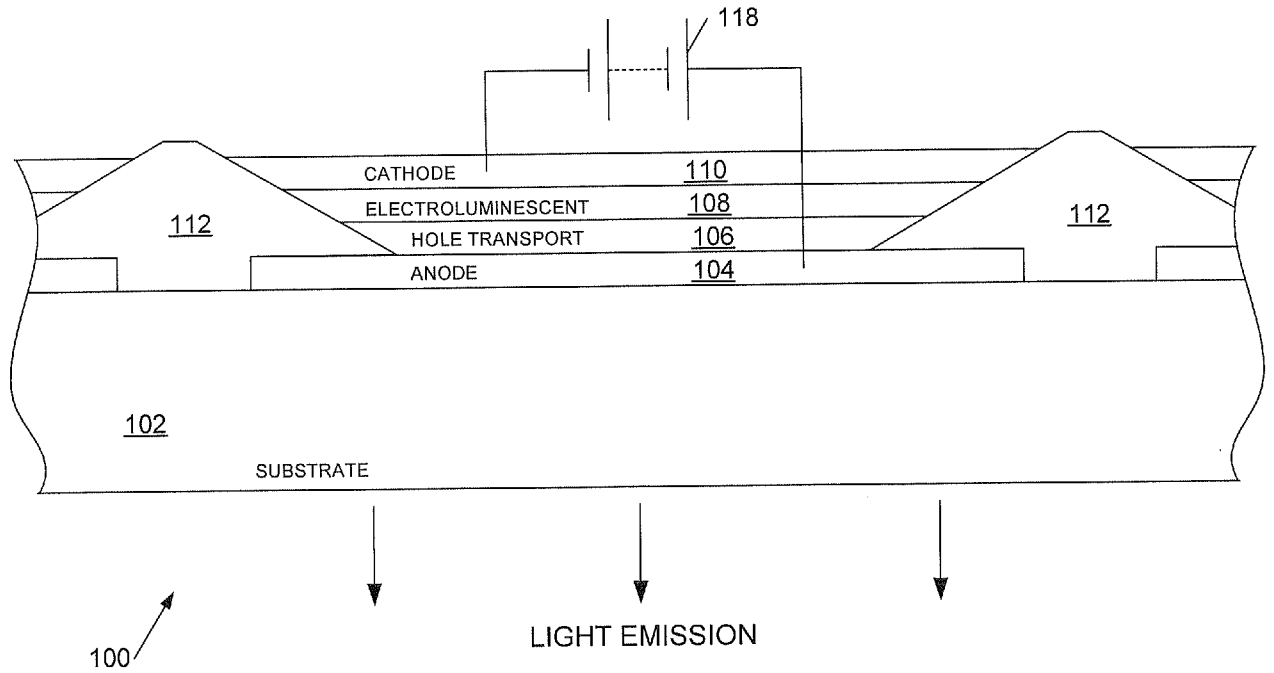 118
CATHODE 110
ELECTROLUMINESCENT 108
112
112
HOLE TRANSPORT 106
ANODE 104
102
SUBSTRATE
LIGHT EMISSION
100